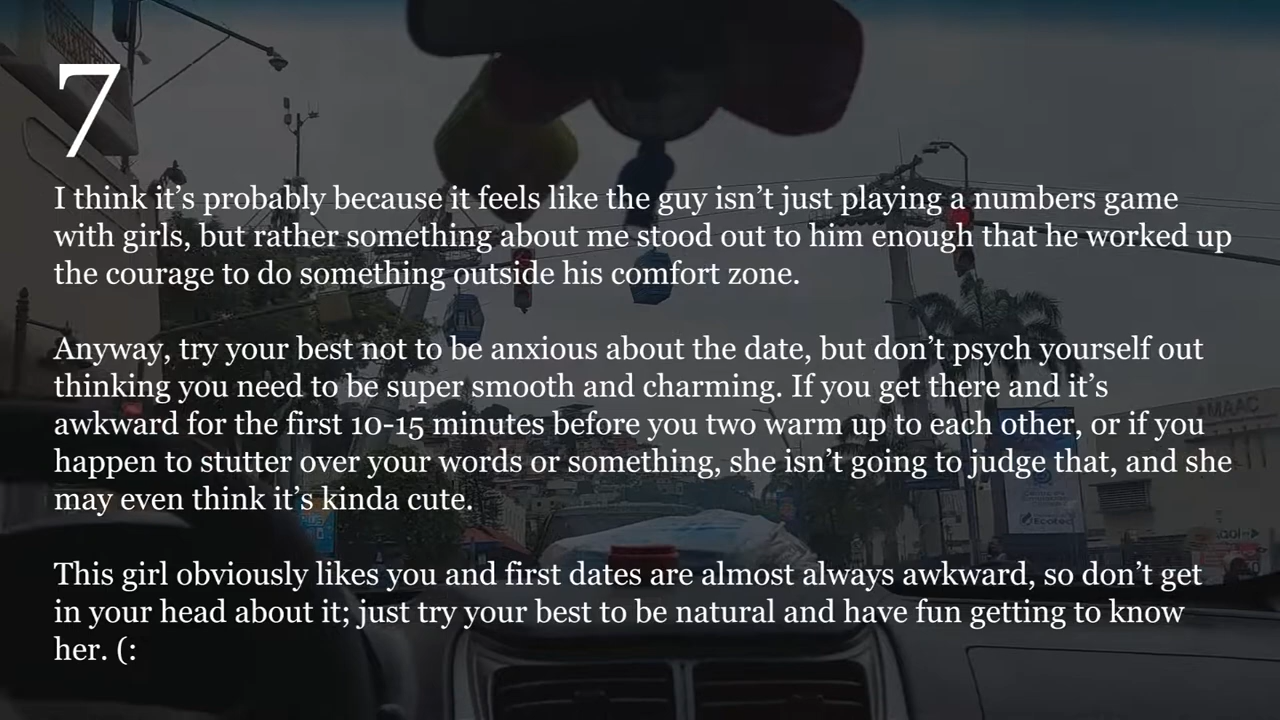 7
I think it’s probably because it feels like the guy isn’t just playing a numbers game
with girls, but rather something about me stood out to him enough that he worked up
the courage to do something outside his comfort zone.
Anyway, try your best not to be anxious about the date, but don’t psych yourself out
thinking you need to be super smooth and charming. If you get there and it’s
awkward for the first 10-15 minutes before you two warm up to each other, or if you
happen to stutter over your words or something, she isn’t going to judge that, and she
may even think it’s kinda cute.
This girl obviously likes you and first dates are almost always awkward, so don’t get
in your head about it; just try your best to be natural and have fun getting to know
her. (:
MAAC
Ecotec